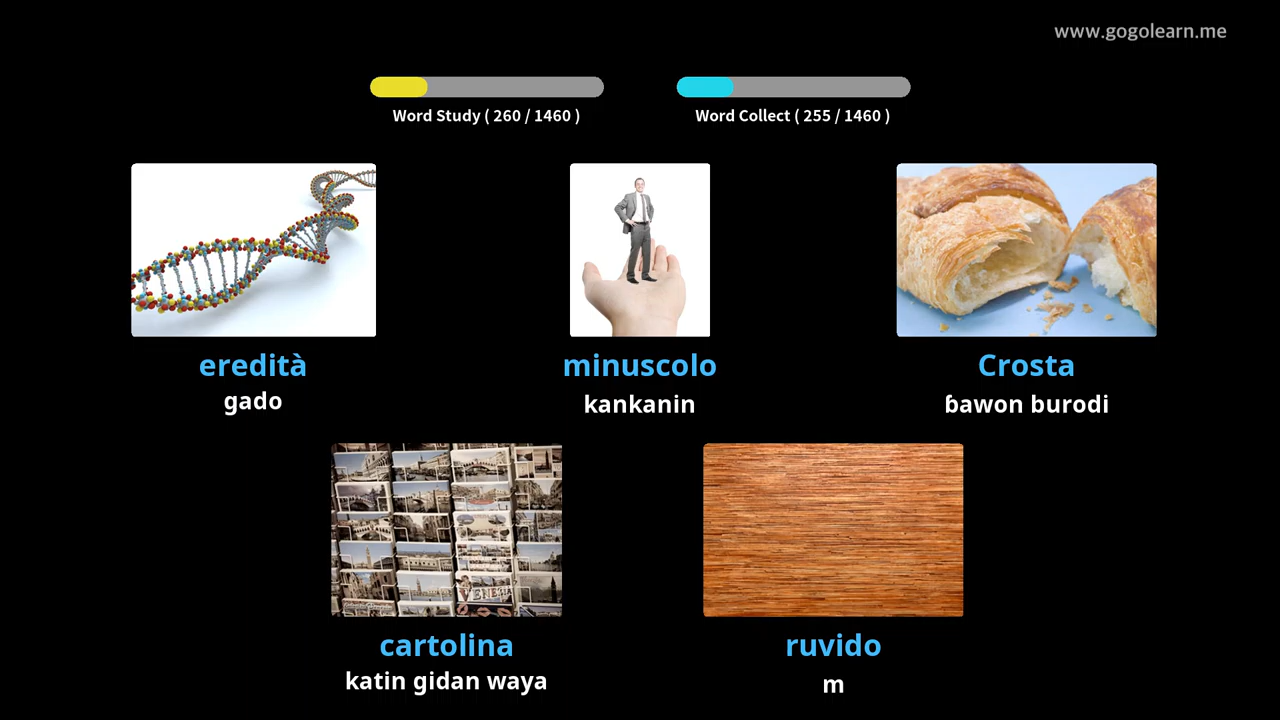 www.gogolearn.me
Word Study ( 260 / 1460 )
Word Collect ( 255 / 1460 )
eredità
minuscolo
Crosta
gado
kankanin
ɓawon burodi
VENEZIA
cartolina
ruvido
katin gidan waya
m